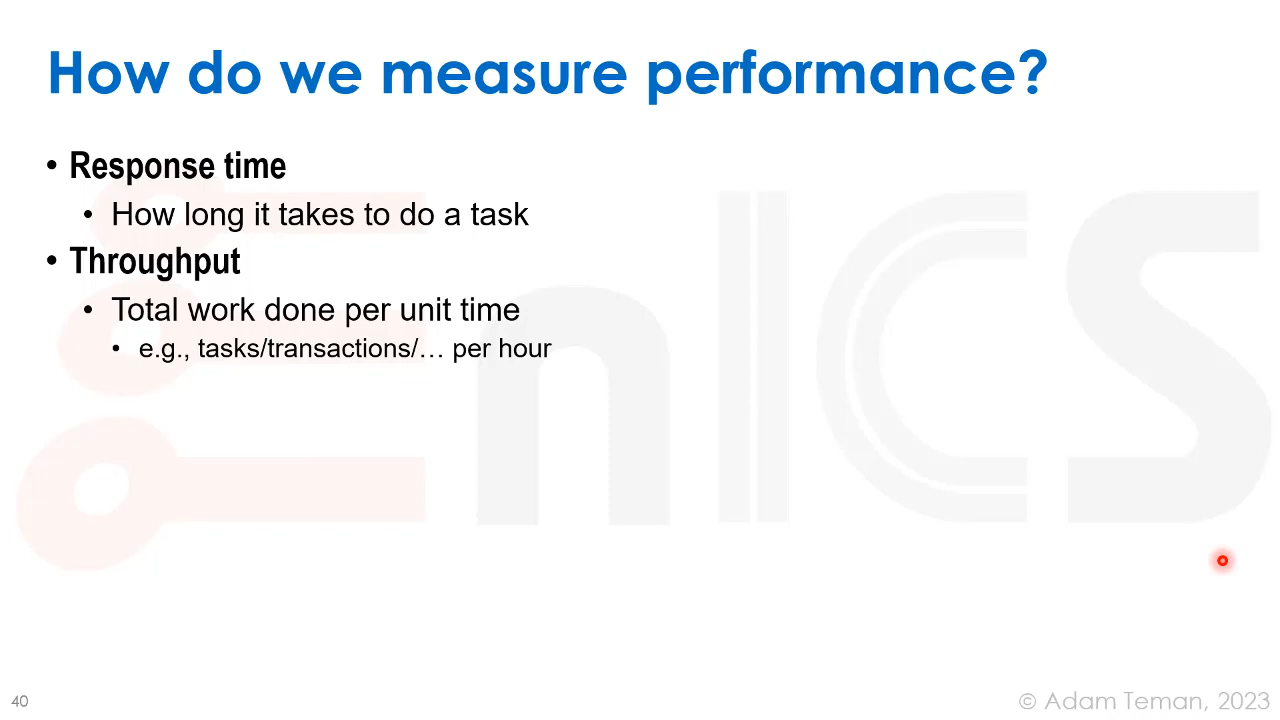 How do we measure performance?
• Response time
• How long it takes to do a task
• Throughput
• Total work done per unit time
• e.g., tasks/transactions/… per hour
nICS
40
© Adam Teman, 2023